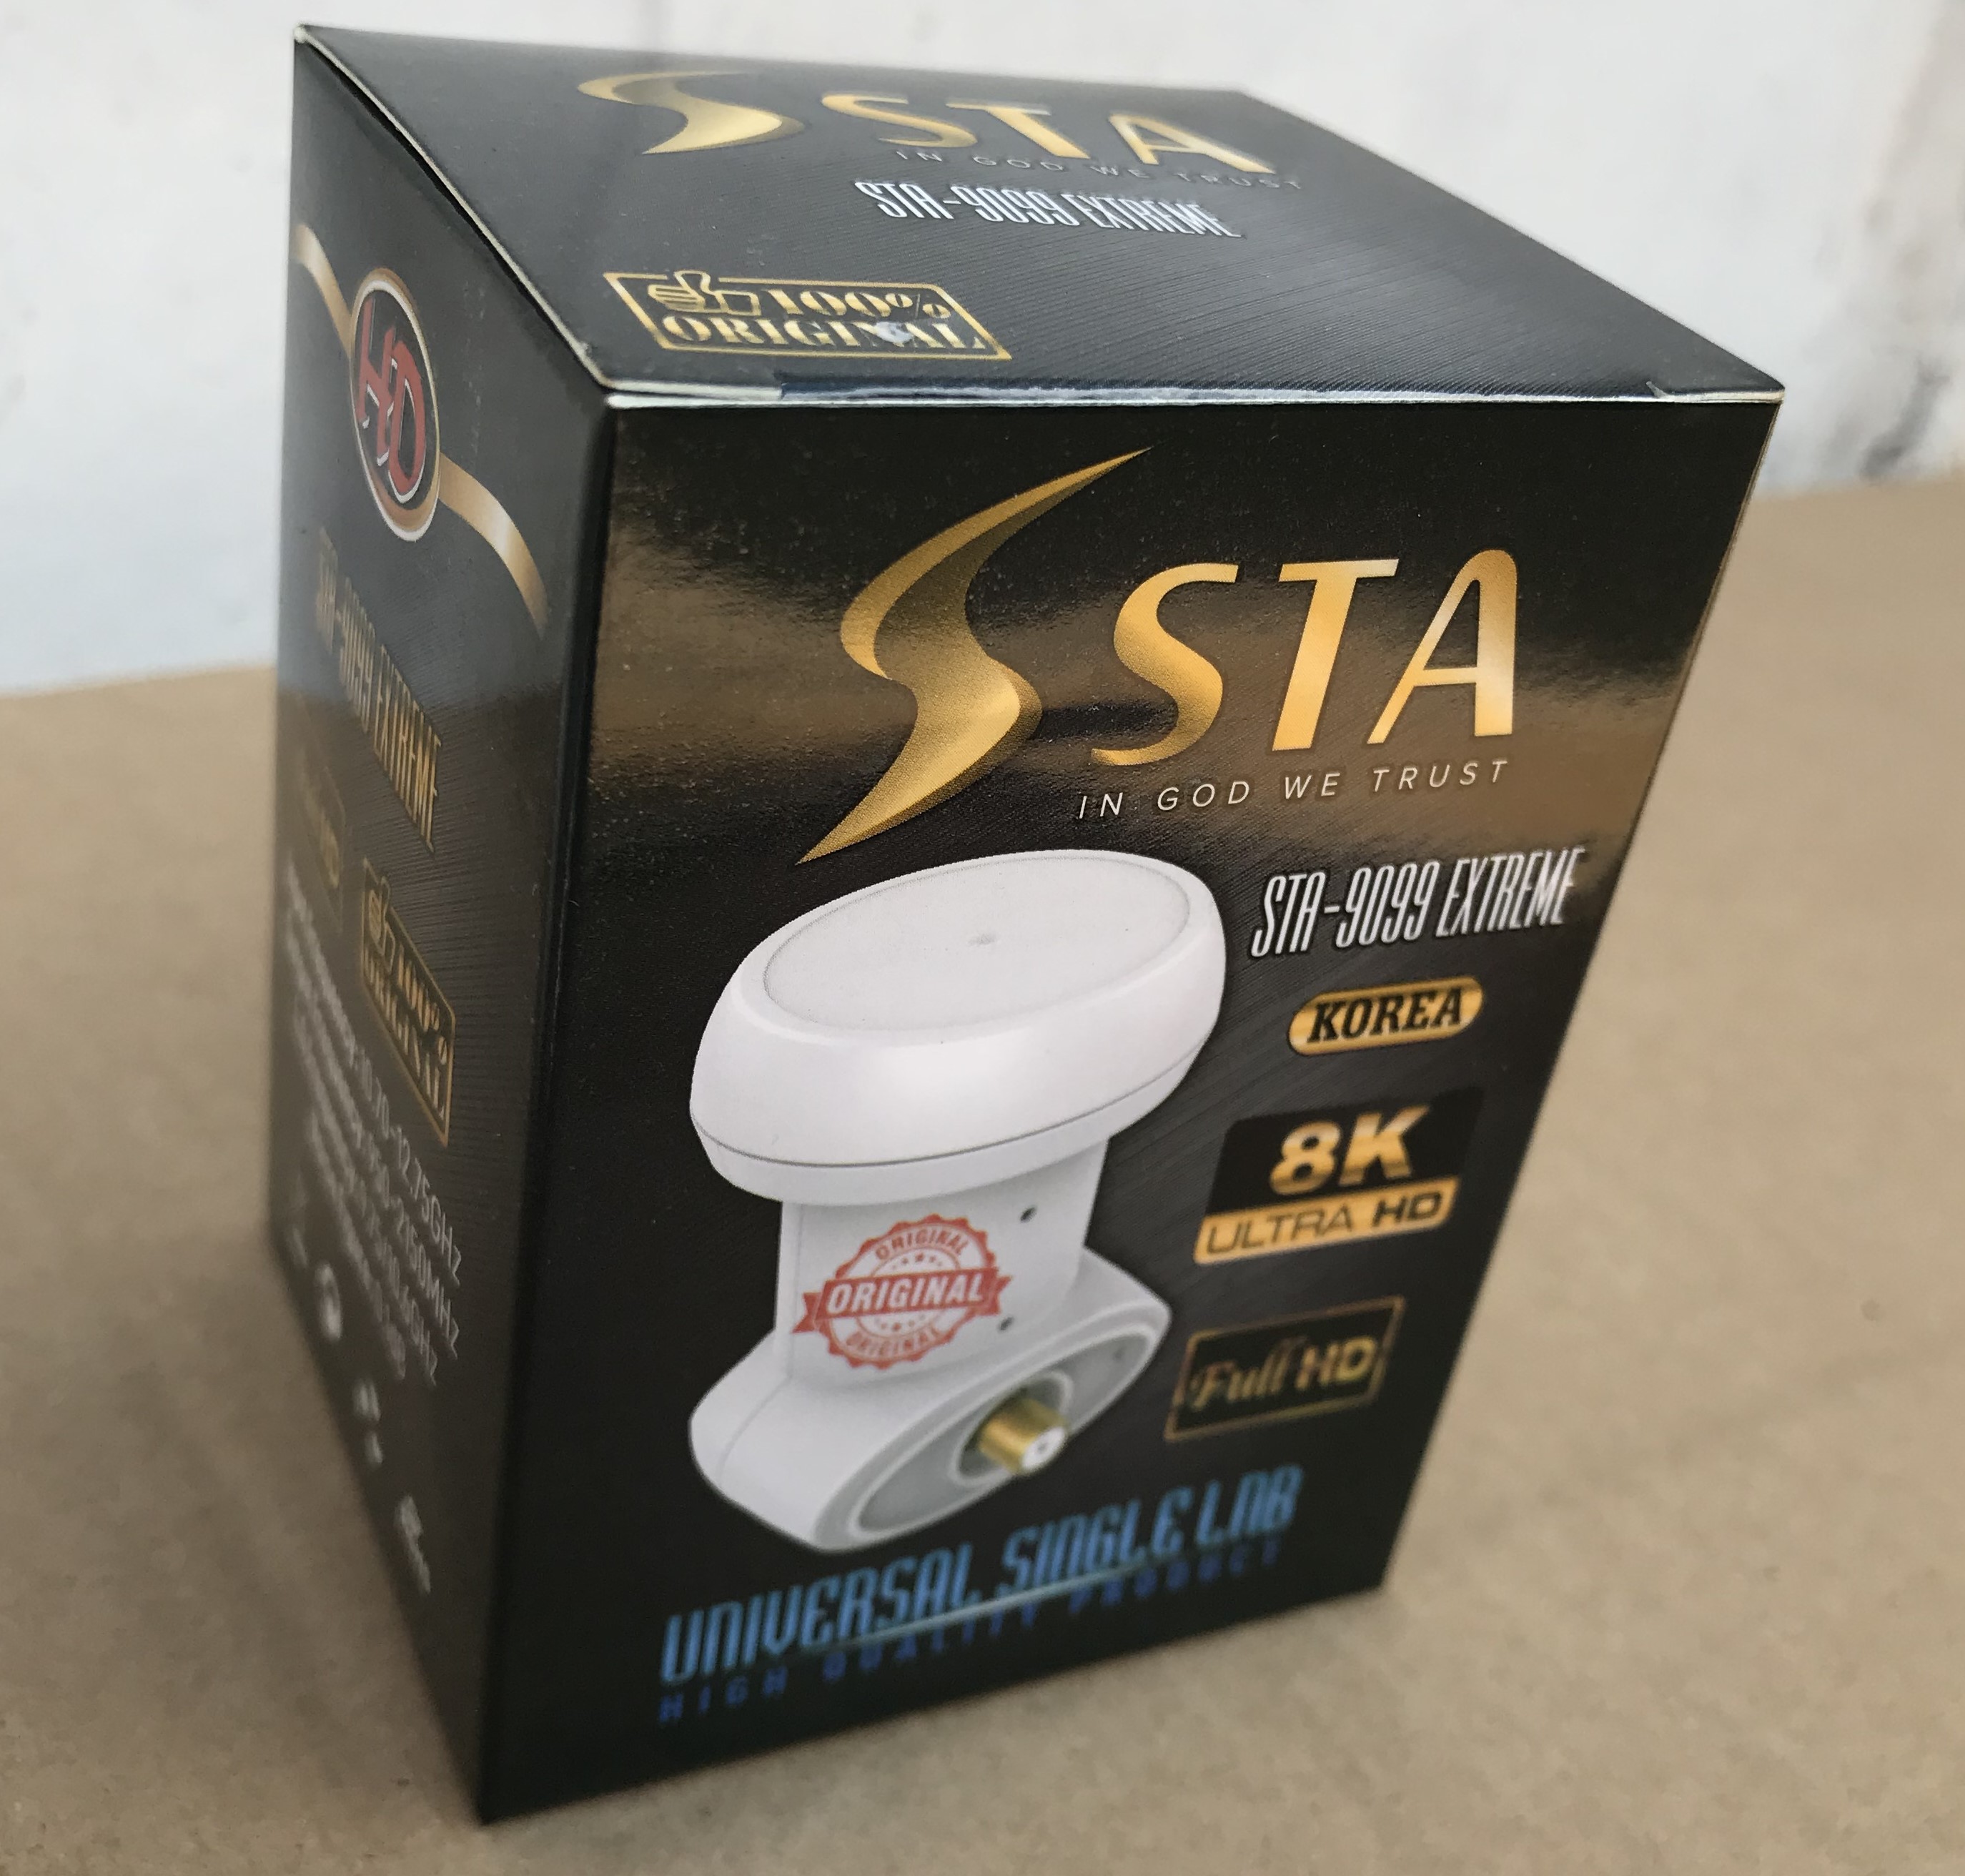 STA
IN GOD WE TRUST
STA-9099 EXTREME
100%
ORIGINAL
HD
STA-9099 EXTREME
100%
ORIGINAL
STA
IN GOD WE TRUST
STA-9099 EXTREME
KOREA
8K
ULTRA HD
Full HD
ORIGINAL
ORIGINAL
ORIGINAL
UNIVERSAL SINGLE LNB
HIGH QUALITY PRODUCT